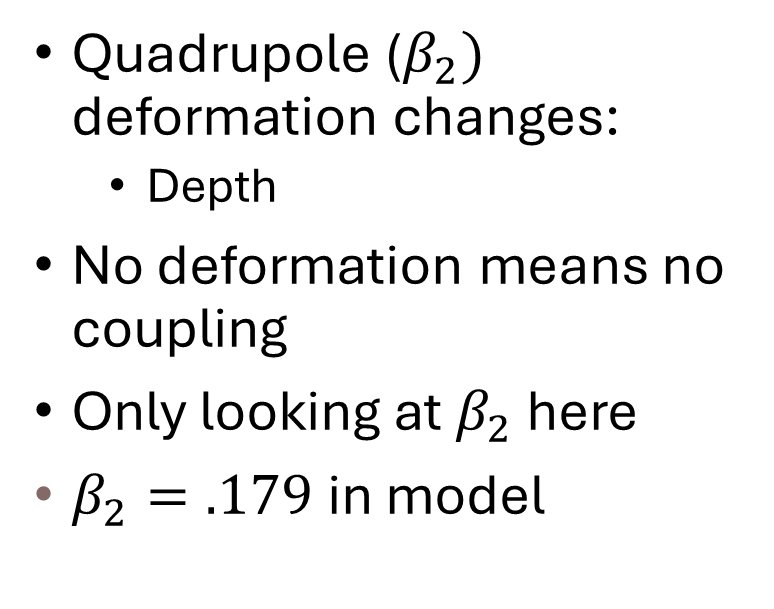 • Quadrupole (𝛽₂)
deformation changes:
• Depth
• No deformation means no
coupling
• Only looking at 𝛽₂ here
• 𝛽₂ = .179 in model